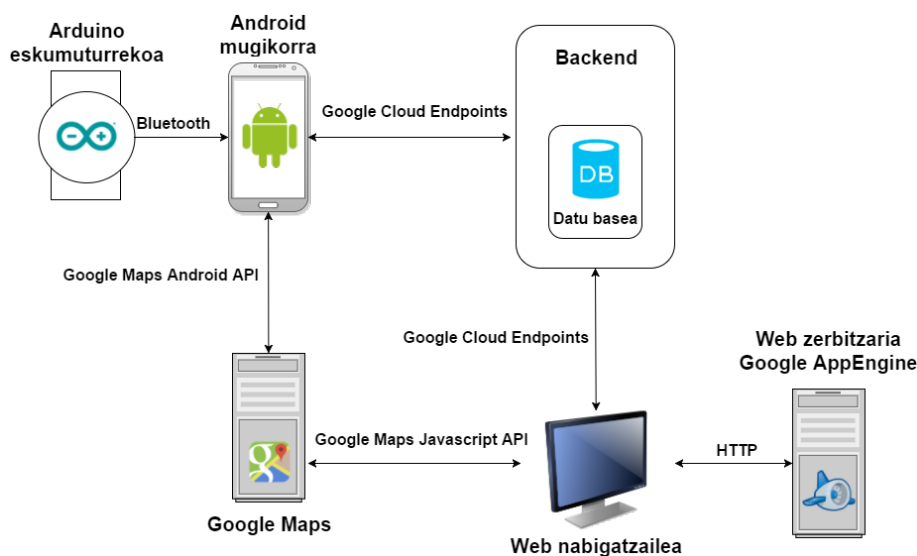 Arduino
eskumuturrekoa
Android
mugikorra
Backend
Bluetooth
Google Cloud Endpoints
DB
Datu basea
Google Maps Android API
Google Cloud Endpoints
Web zerbitzaria
Google AppEngine
Google Maps Javascript API
HTTP
Google Maps
Web nabigatzailea